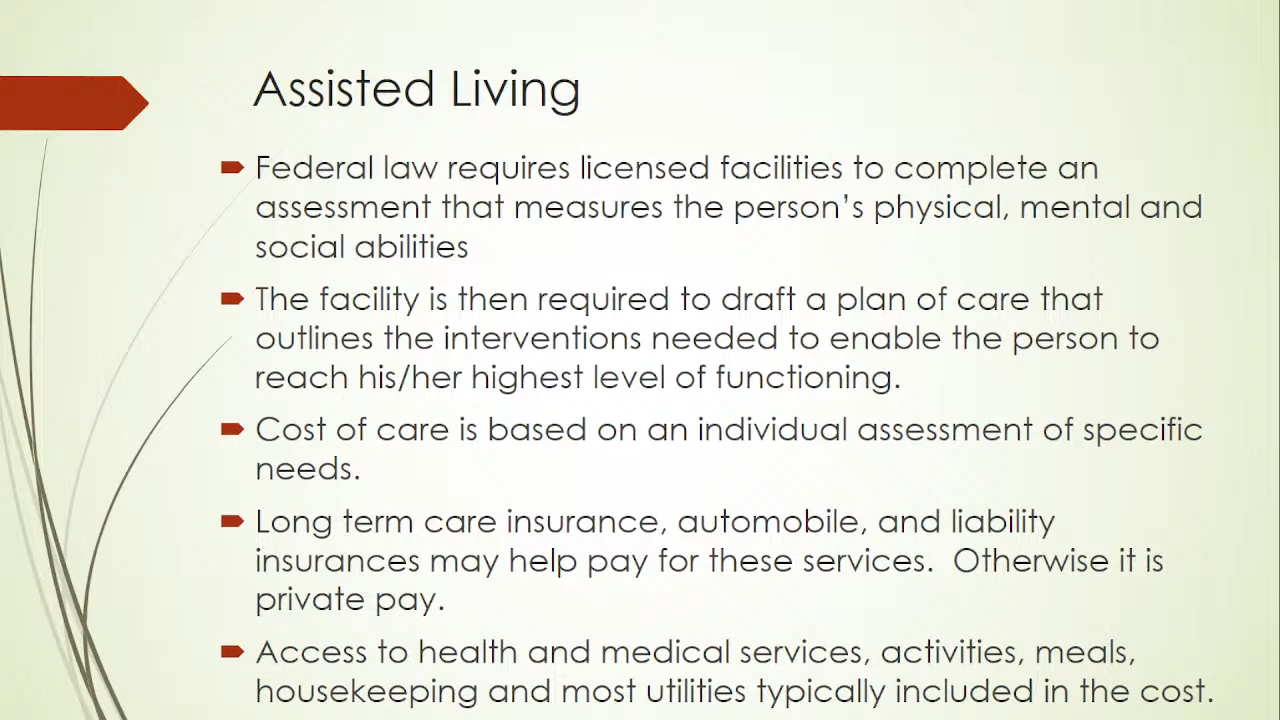 Assisted Living
Federal law requires licensed facilities to complete an
assessment that measures the person’s physical, mental and
social abilities
The facility is then required to draft a plan of care that
outlines the interventions needed to enable the person to
reach his/her highest level of functioning.
Cost of care is based on an individual assessment of specific
needs.
Long term care insurance, automobile, and liability
insurances may help pay for these services.  Otherwise it is
private pay.
Access to health and medical services, activities, meals,
housekeeping and most utilities typically included in the cost.